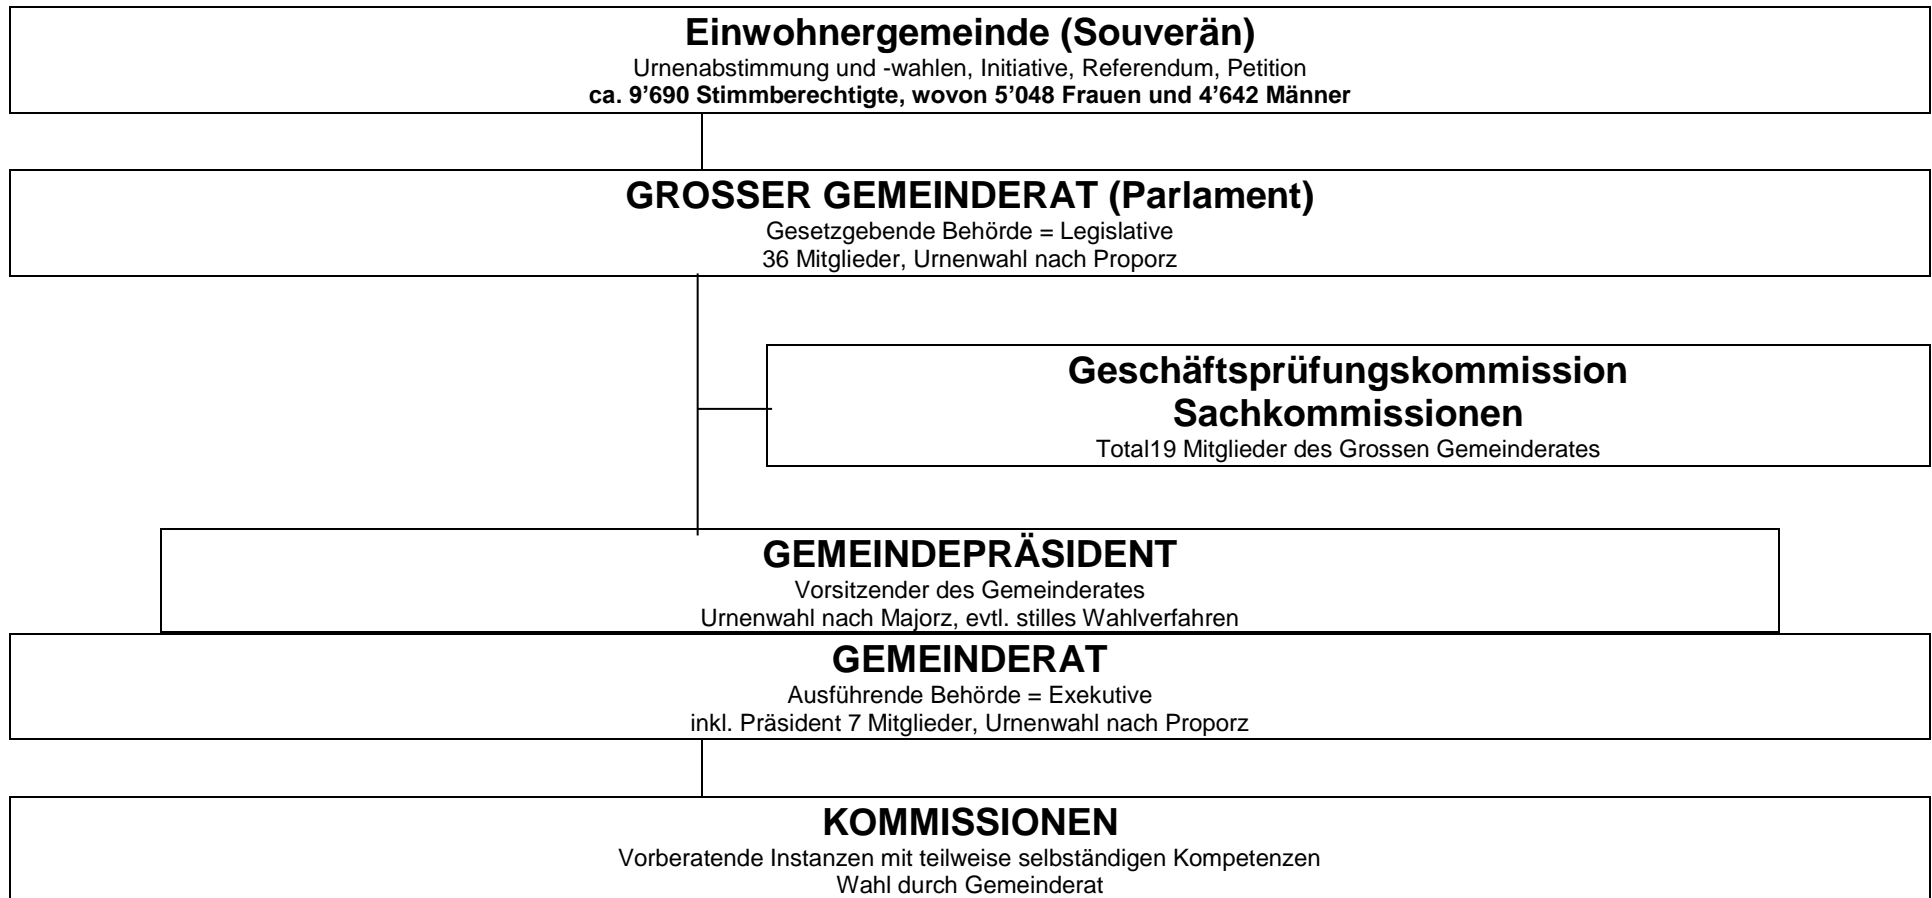 Einwohnergemeinde (Souverän)
Urnenabstimmung und -wahlen, Initiative, Referendum, Petition
ca. 9’690 Stimmberechtigte, wovon 5’048 Frauen und 4’642 Männer
GROSSER GEMEINDERAT (Parlament)
Gesetzgebende Behörde = Legislative
36 Mitglieder, Urnenwahl nach Proporz
Geschäftsprüfungskommission
Sachkommissionen
Total19 Mitglieder des Grossen Gemeinderates
GEMEINDEPRÄSIDENT
Vorsitzender des Gemeinderates
Urnenwahl nach Majorz, evtl. stilles Wahlverfahren
GEMEINDERAT
Ausführende Behörde = Exekutive
inkl. Präsident 7 Mitglieder, Urnenwahl nach Proporz
KOMMISSIONEN
Vorberatende Instanzen mit teilweise selbständigen Kompetenzen
Wahl durch Gemeinderat